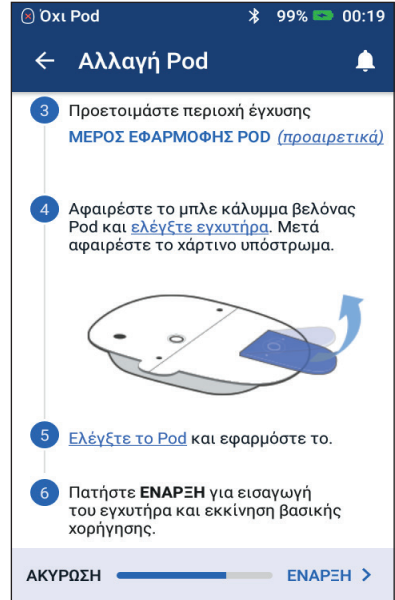 Όχι Pod 99% 00:19
Αλλαγή Pod
3 Προετοιμάστε περιοχή έγχυσης
ΜΕΡΟΣ ΕΦΑΡΜΟΦΗΣ POD (προαιρετικά)
4 Αφαιρέστε το μπλε κάλυμμα βελόνας
Pod και ελέγξτε εγχυτήρα. Μετά
αφαιρέστε το χάρτινο υπόστρωμα.
5 Ελέγξτε το Pod και εφαρμόστε το.
6 Πατήστε ΕΝΑΡΞΗ για εισαγωγή
του εγχυτήρα και εκκίνηση βασικής
χορήγησης.
ΑΚΥΡΩΣΗ ΕΝΑΡΞΗ